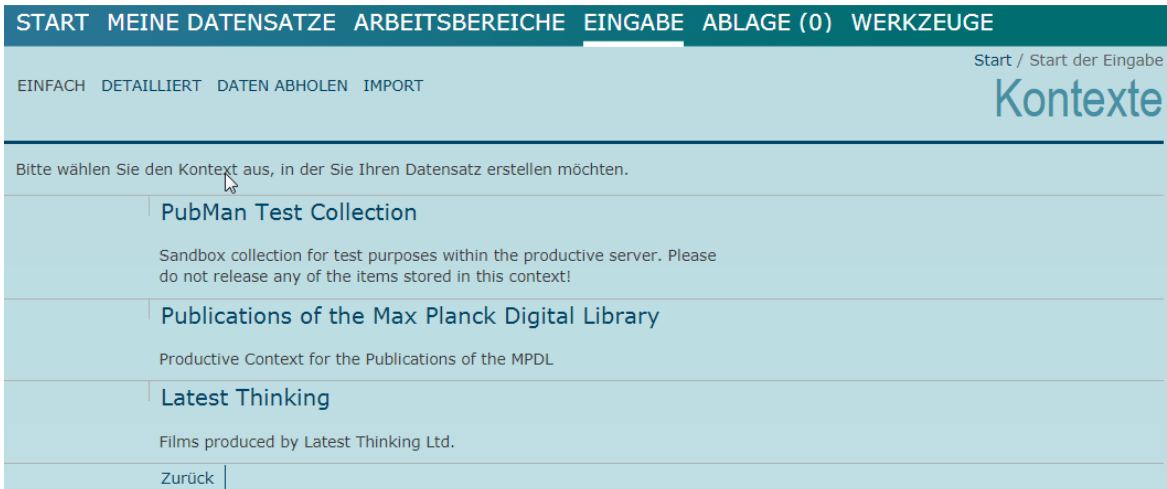 START MEINE DATENSÄTZE ARBEITSBEREICHE EINGABE ABLAGE (0) WERKZEUGE
Start / Start der Eingabe
EINFACH DETAILLIERT DATEN ABHOLEN IMPORT
Kontexte
Bitte wählen Sie den Kontext aus, in der Sie Ihren Datensatz erstellen möchten.
PubMan Test Collection
Sandbox collection for test purposes within the productive server. Please
do not release any of the items stored in this context!
Publications of the Max Planck Digital Library
Productive Context for the Publications of the MPDL
Latest Thinking
Films produced by Latest Thinking Ltd.
Zurück